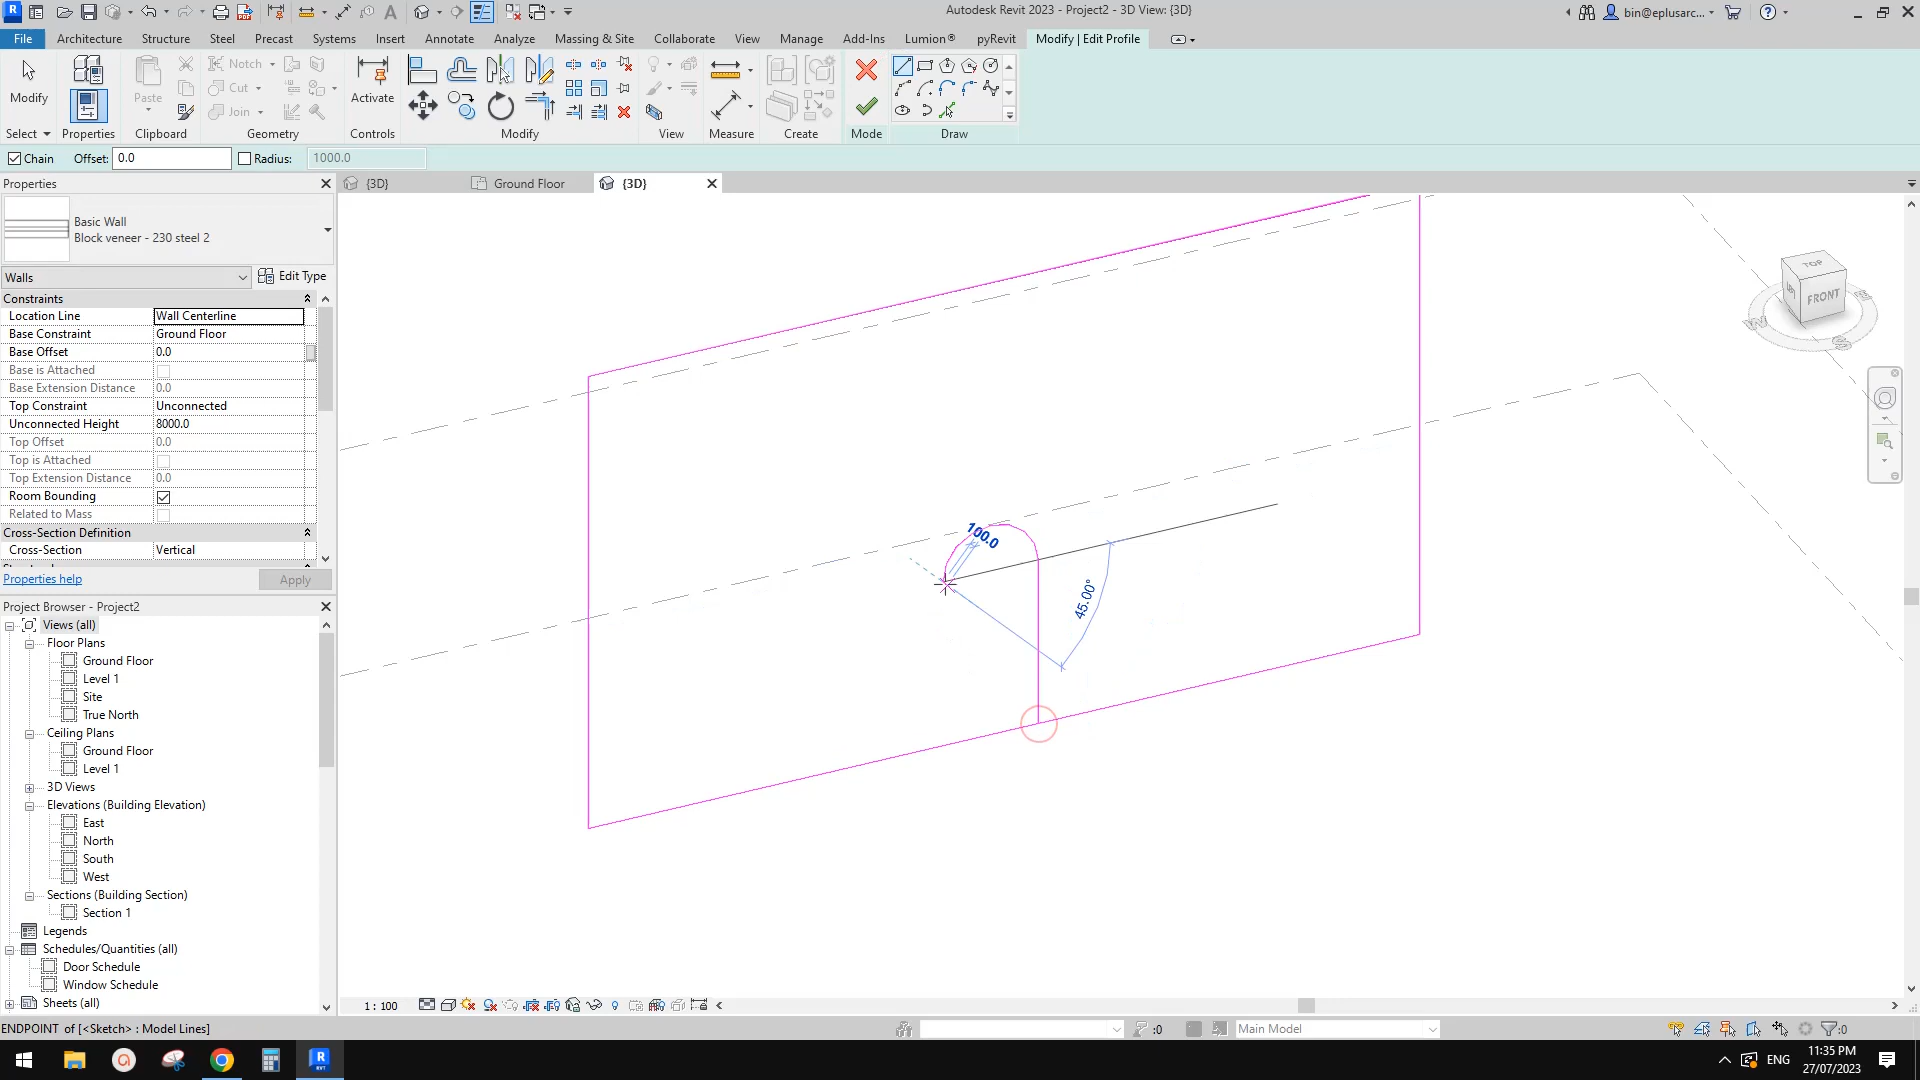 Autodesk Revit 2023 - Project2 - 3D View: {3D}
bin@eplusarc...
File
Architecture
Structure
Steel
Precast
Systems
Insert
Annotate
Analyze
Massing & Site
Collaborate
View
Manage
Add-Ins
Lumion®
pyRevit
Modify | Edit Profile
Modify
Paste
Notch
Cut
Join
Activate
Select
Properties
Clipboard
Geometry
Controls
Modify
View
Measure
Create
Mode
Draw
Chain
Offset:
0.0
Radius:
1000.0
Properties
{3D}
Ground Floor
{3D}
Basic Wall
Block veneer - 230 steel 2
Walls
Edit Type
Constraints
Location Line
Wall Centerline
Base Constraint
Ground Floor
Base Offset
0.0
Base is Attached
Base Extension Distance
0.0
Top Constraint
Unconnected
Unconnected Height
8000.0
Top Offset
0.0
Top is Attached
Top Extension Distance
0.0
Room Bounding
Related to Mass
Cross-Section Definition
Cross-Section
Vertical
Properties help
Apply
Project Browser - Project2
Views (all)
Floor Plans
Ground Floor
Level 1
Site
True North
Ceiling Plans
Ground Floor
Level 1
3D Views
Elevations (Building Elevation)
East
North
South
West
Sections (Building Section)
Section 1
Legends
Schedules/Quantities (all)
Door Schedule
Window Schedule
Sheets (all)
100.0
45.00°
TOP
FRONT
W
S
1 : 100
ENDPOINT of [<Sketch> : Model Lines]
:0
Main Model
:0
ENG
11:35 PM
27/07/2023